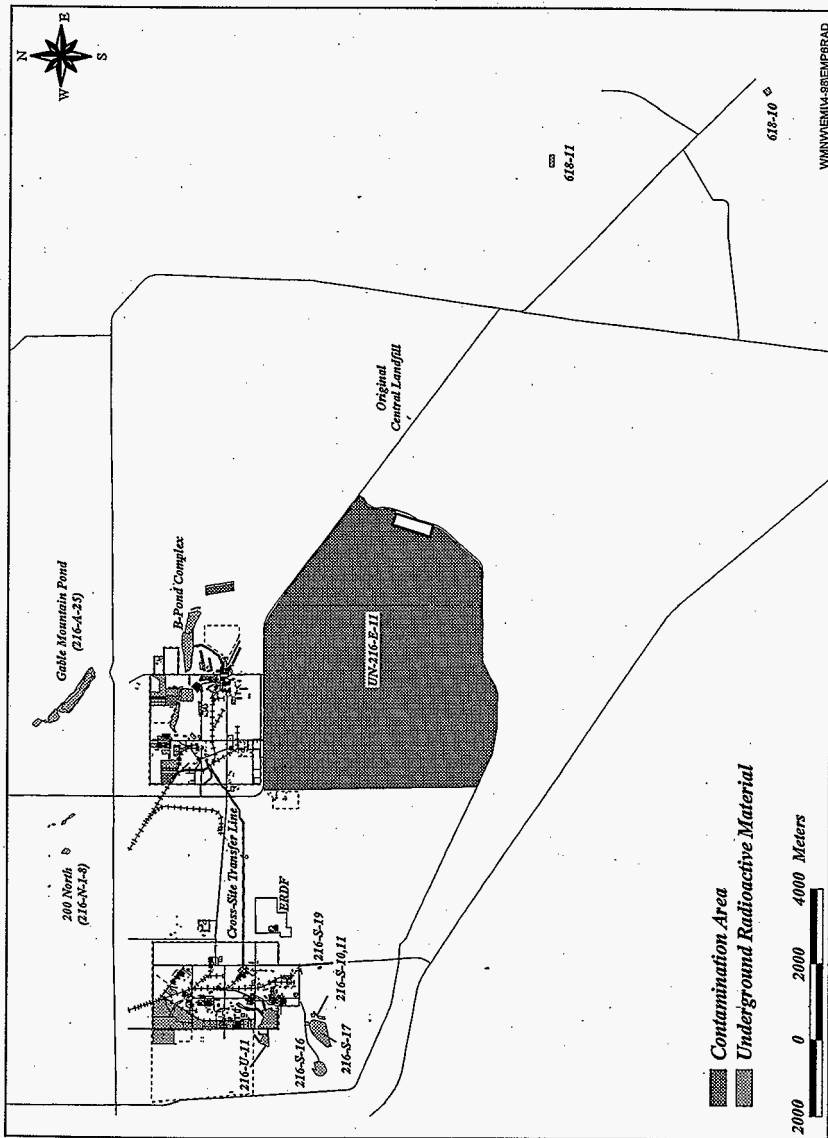 N
W
E
S
Gable Mountain Pond
(216-A-25)
200 North
(216-N-1-8)
B-Pond Complex
Cross-Site Transfer Line
ERDF
216-U-11
216-S-19
216-S-10,11
216-S-16
216-S-17
UN-216-E-11
Original
Central Landfill
618-11
618-10
Contamination Area
Underground Radioactive Material
2000 0 2000 4000 Meters